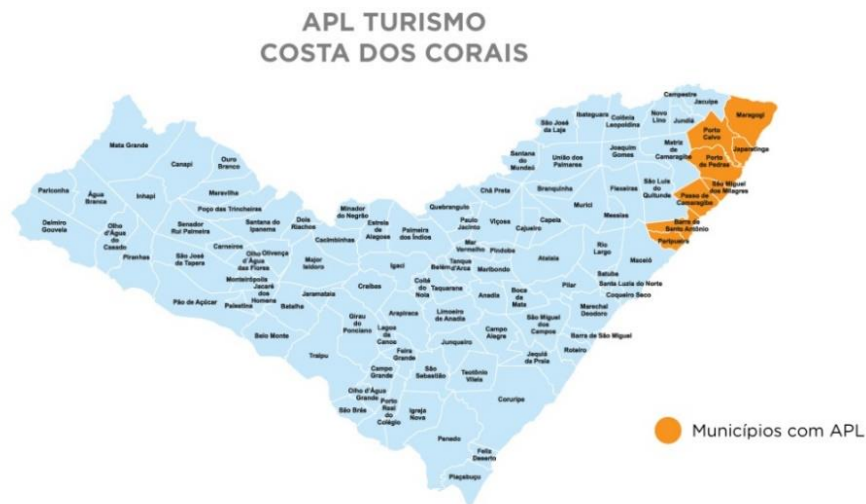 APL TURISMO
COSTA DOS CORAIS
Campestre
Jacuípe
Maragogi
Ibateguara
Colônia
Leopoldina
Novo
Lino
Jundiá
Porto
Calvo
São José
da Laje
Mata Grande
Canapi
Ouro
Branco
Santana
do
Mundaú
União dos
Palmares
Joaquim
Gomes
Matriz
de
Camaragibe
Japaratinga
Porto
de Pedras
Pariconha
Água
Branca
Inhapi
Maravilha
Chã Preta
Branquinha
Flexeiras
São Luís
do
Quitunde
São Miguel
dos Milagres
Passo de
Camaragibe
Poço das Trincheiras
Minador
do Negrão
Quebrangulo
Murici
Delmiro
Gouveia
Olho
d'Água
do
Casado
Senador
Rui Palmeira
Santana do
Ipanema
Dois
Riachos
Estrela
de
Alagoas
Palmeira
dos Índios
Paulo
Jacinto
Viçosa
Cajueiro
Capela
Messias
Barra de
Santo Antônio
Paripueira
Piranhas
São José
da Tapera
Carneiros
Olho
d'Água
das Flores
Olivença
Cacimbinhas
Mar
Vermelho
Pindoba
Atalaia
Rio
Largo
Maceió
Monteirópolis
Jacaré
dos
Homens
Major
Isidoro
Igaci
Belém
Tanque
d'Arca
Maribondo
Satuba
Santa Luzia do Norte
Coqueiro Seco
Pão de Açúcar
Palestina
Batalha
Jaramataia
Craíbas
Coité
do
Nóia
Taquarana
Anadia
Boca
da
Mata
Pilar
Marechal
Deodoro
Belo Monte
Girau
do
Ponciano
Arapiraca
Limoeiro
de Anadia
Campo
Alegre
São Miguel
dos
Campos
Barra de São Miguel
Traipu
Lagoa
da
Canoa
Feira
Grande
Junqueiro
Jequiá
da Praia
Roteiro
Campo
Grande
São
Sebastião
Teotônio
Vilela
Olho d'Água
Grande
São Brás
Porto
Real
do
Colégio
Igreja
Nova
Coruripe
Penedo
Feliz
Deserto
Piaçabuçu
Municípios com APL